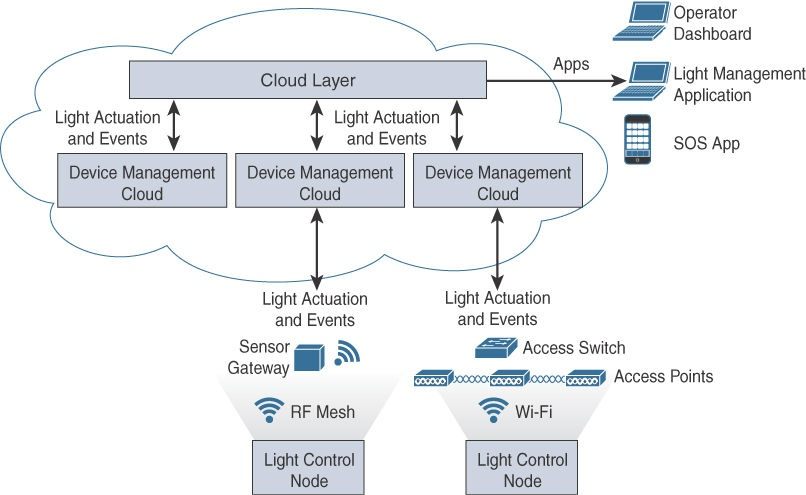 Operator
Dashboard
Cloud Layer
Apps
Light Management
Application
Light Actuation
and Events
Light Actuation
and Events
SOS App
Device Management
Cloud
Device Management
Cloud
Device Management
Cloud
Light Actuation
and Events
Light Actuation
and Events
Sensor
Gateway
Access Switch
Access Points
RF Mesh
Wi-Fi
Light Control
Node
Light Control
Node